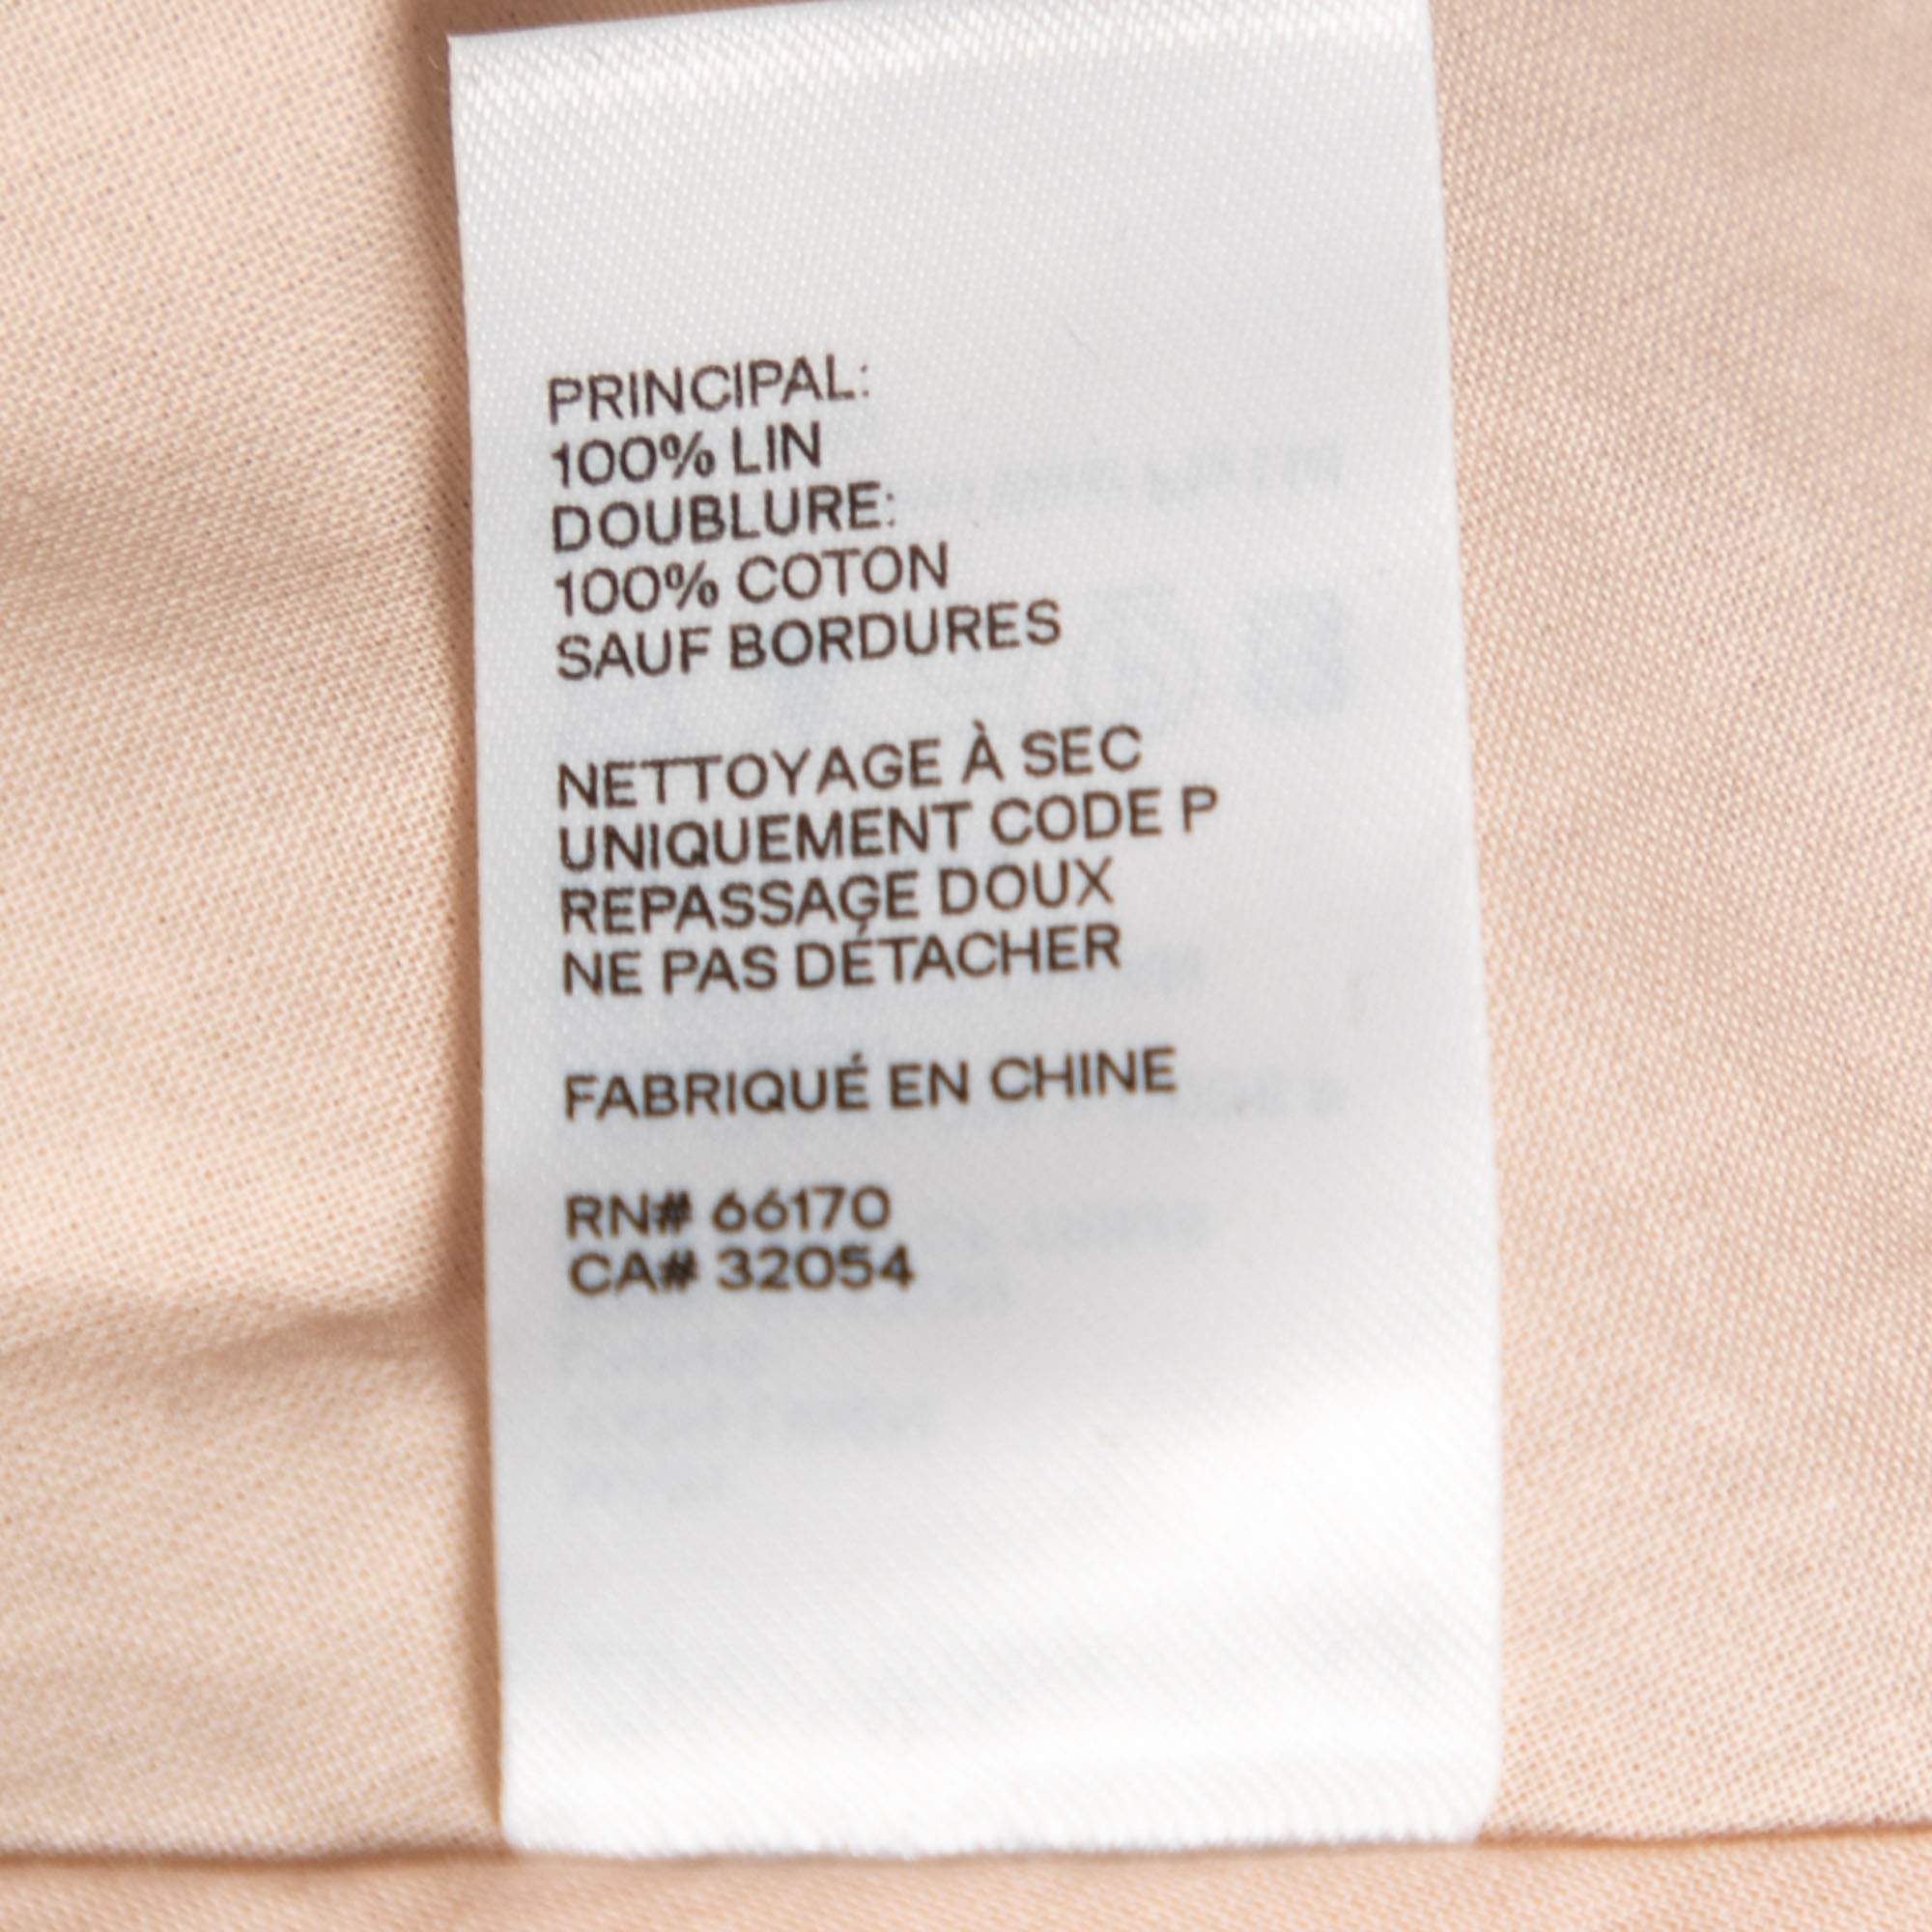 PRINCIPAL:
100% LIN
DOUBLURE:
100% COTON
SAUF BORDURES
NETTOYAGE À SEC
UNIQUEMENT CODE P
REPASSAGE DOUX
NE PAS DÉTACHER
FABRIQUÉ EN CHINE
RN# 66170
CA# 32054